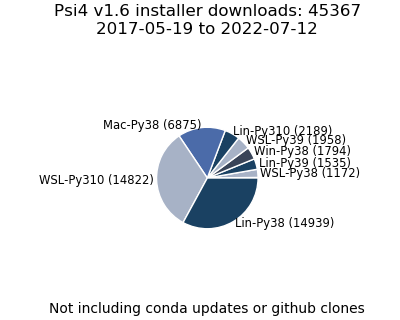 Psi4 v1.6 installer downloads: 45367
2017-05-19 to 2022-07-12
Mac-Py38 (6875)
Lin-Py310 (2189)
WSL-Py39 (1958)
Win-Py38 (1794)
Lin-Py39 (1535)
WSL-Py38 (1172)
WSL-Py310 (14822)
Lin-Py38 (14939)
Not including conda updates or github clones